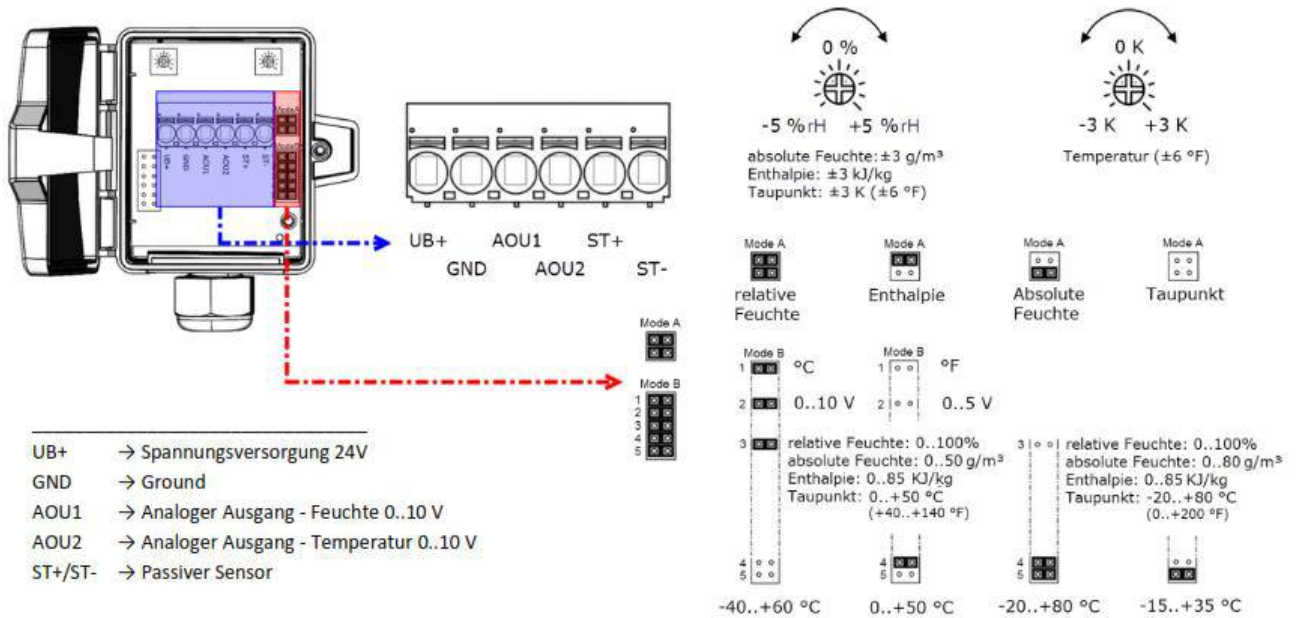 UB+
GND
AOU1
AOU2
ST+
ST-
UB+ AOU1 ST+
GND AOU2 ST-
Mode A
Mode B
1
2
3
4
5
UB+ → Spannungsversorgung 24V
GND → Ground
AOU1 → Analoger Ausgang - Feuchte 0..10 V
AOU2 → Analoger Ausgang - Temperatur 0..10 V
ST+/ST- → Passiver Sensor
0 %
-5 %rH +5 %rH
absolute Feuchte: ±3 g/m³
Enthalpie: ±3 kJ/kg
Taupunkt: ±3 K (±6 °F)
0 K
-3 K +3 K
Temperatur (±6 °F)
Mode A
relative
Feuchte
Mode A
Enthalpie
Mode A
Absolute
Feuchte
Mode A
Taupunkt
Mode B
1 °C
2 0..10 V
Mode B
1 °F
2 0..5 V
3 relative Feuchte: 0..100%
absolute Feuchte: 0..50 g/m³
Enthalpie: 0..85 KJ/kg
Taupunkt: 0..+50 °C
(+40..+140 °F)
3 relative Feuchte: 0..100%
absolute Feuchte: 0..80 g/m³
Enthalpie: 0..85 KJ/kg
Taupunkt: -20..+80 °C
(0..+200 °F)
4
5
-40..+60 °C
4
5
0..+50 °C
4
5
-20..+80 °C
-15..+35 °C